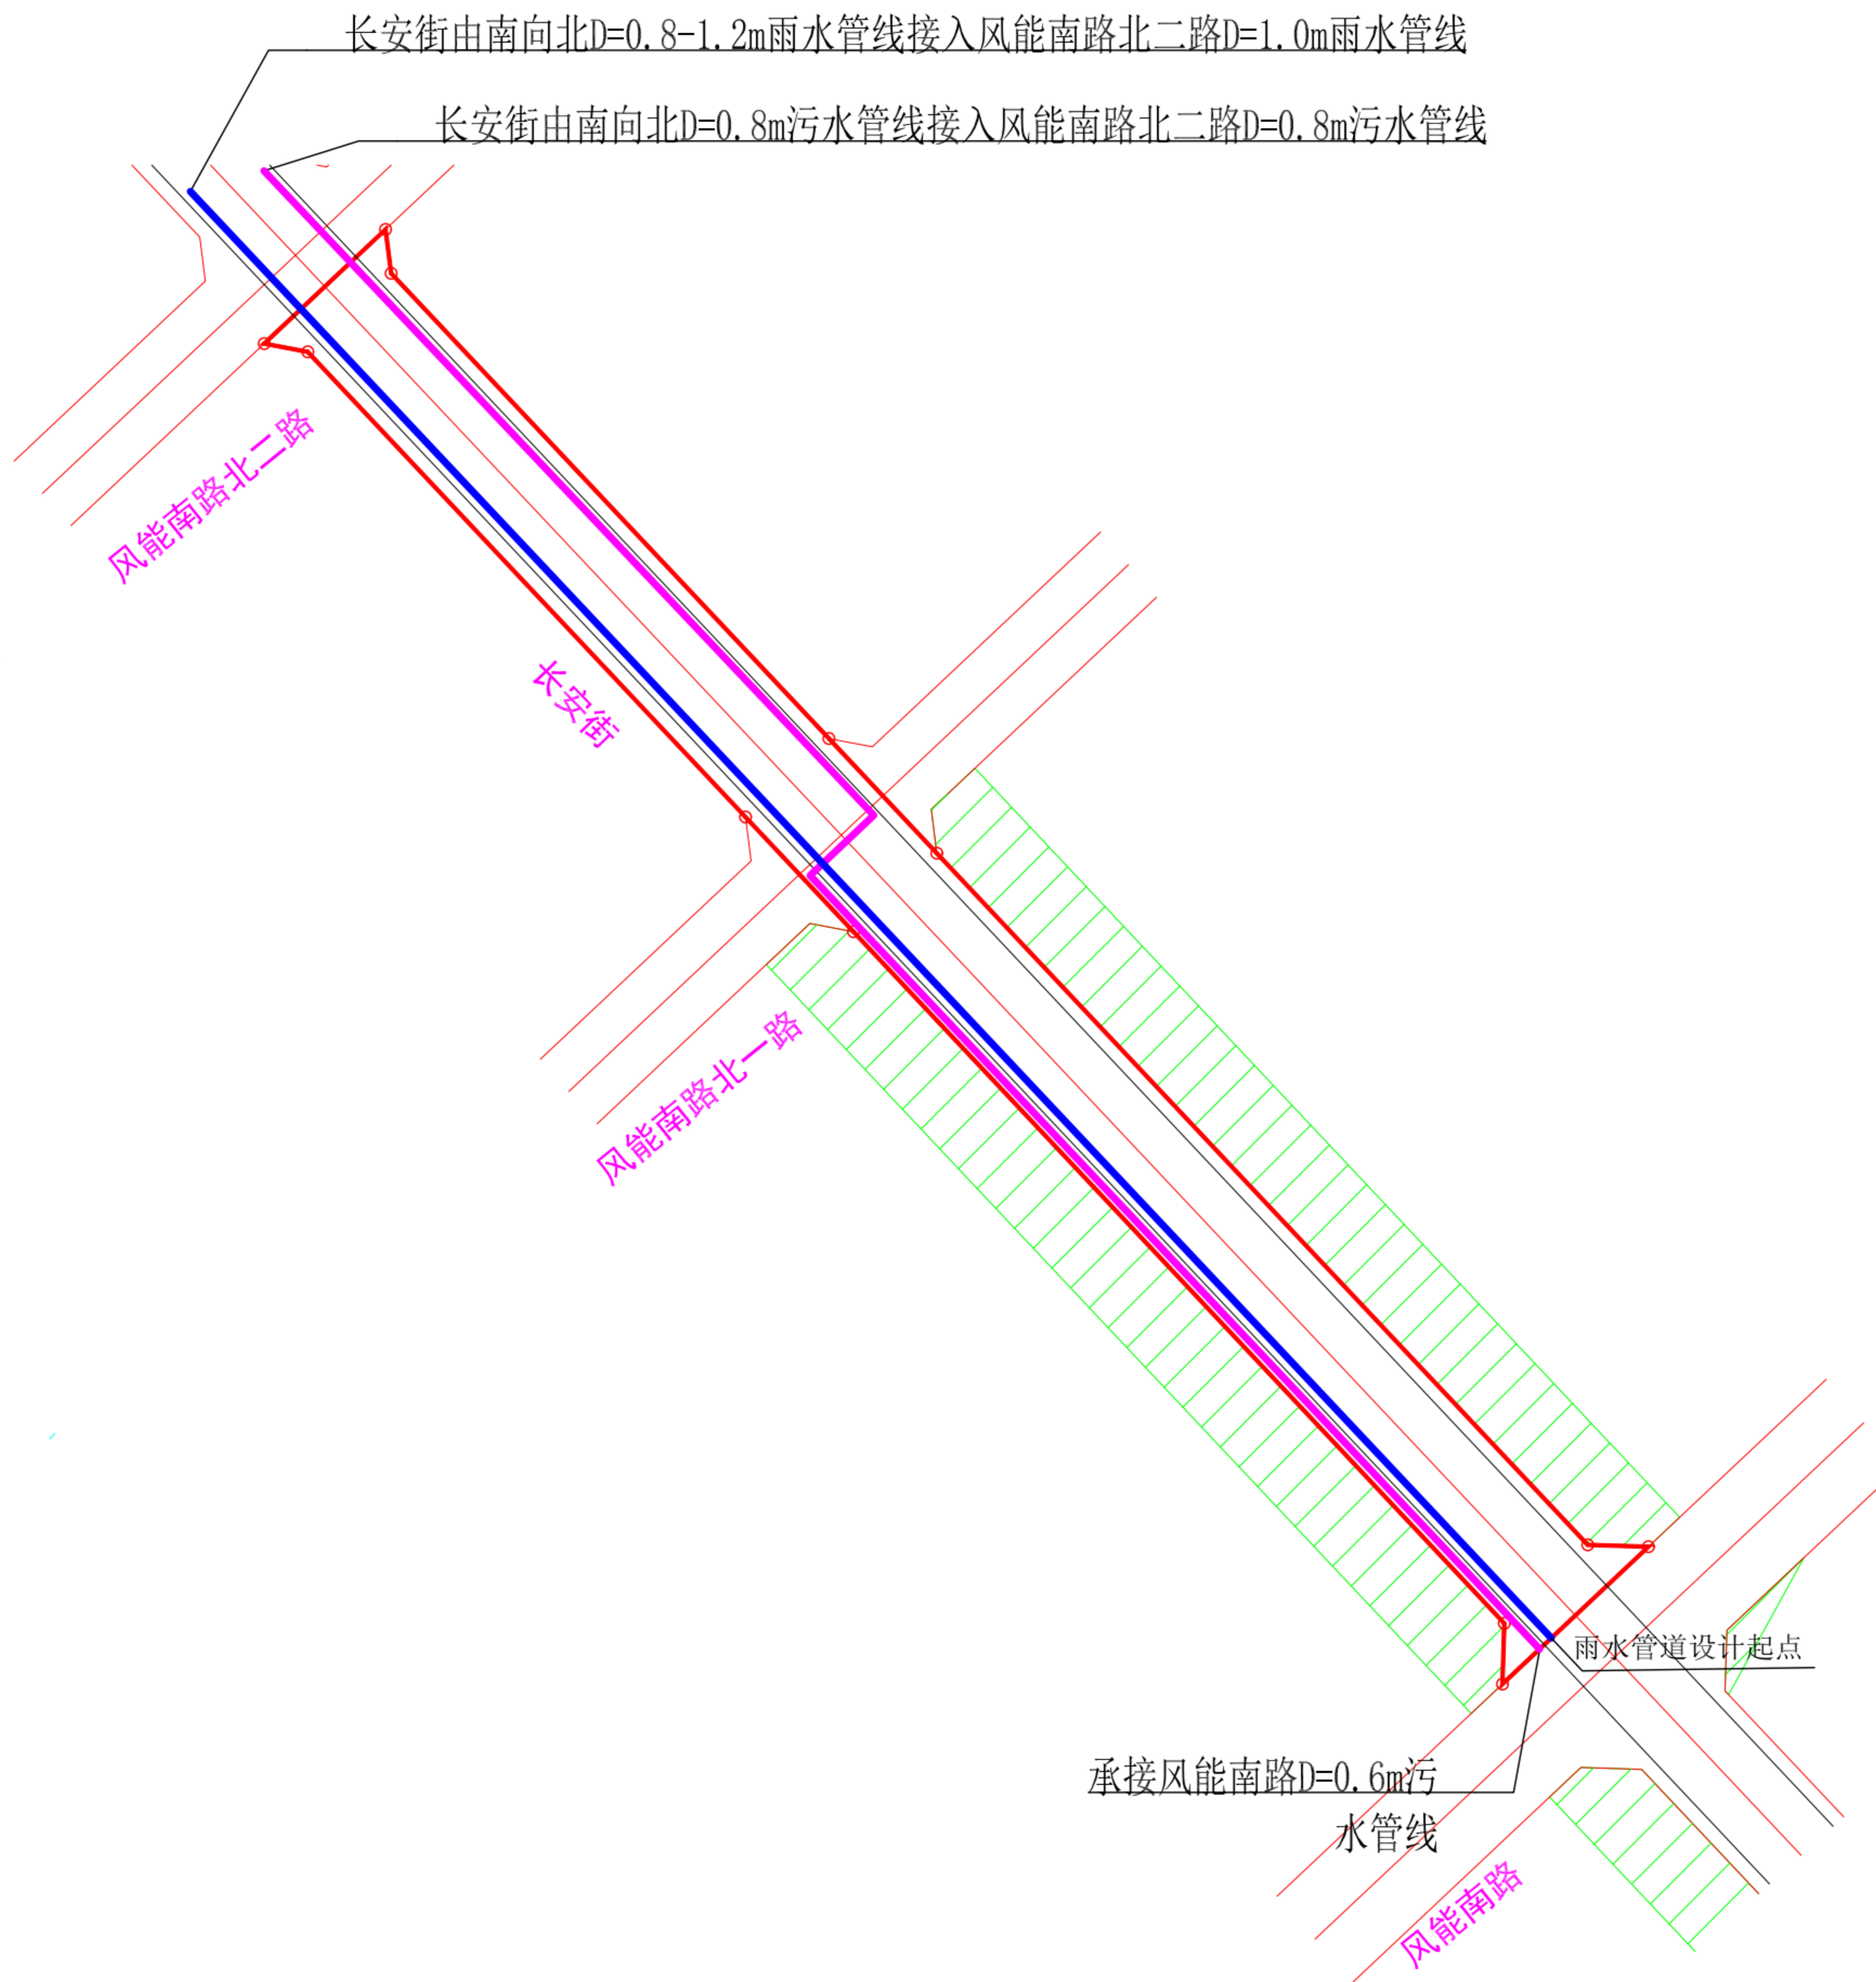 长安街由南向北D=0.8-1.2m雨水管线接入风能南路北二路D=1.0m雨水管线
长安街由南向北D=0.8m污水管线接入风能南路北二路D=0.8m污水管线
风能南路北二路
长安街
风能南路北一路
雨水管道设计起点
承接风能南路D=0.6m污
水管线
风能南路